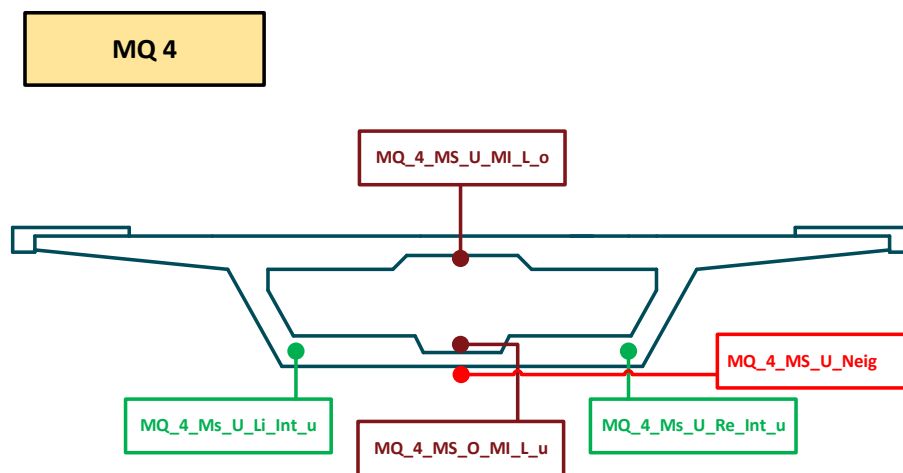 MQ 4
MQ_4_MS_U_MI_L_o
MQ_4_MS_U_Neig
MQ_4_Ms_U_Li_Int_u
MQ_4_Ms_U_Re_Int_u
MQ_4_MS_O_MI_L_u